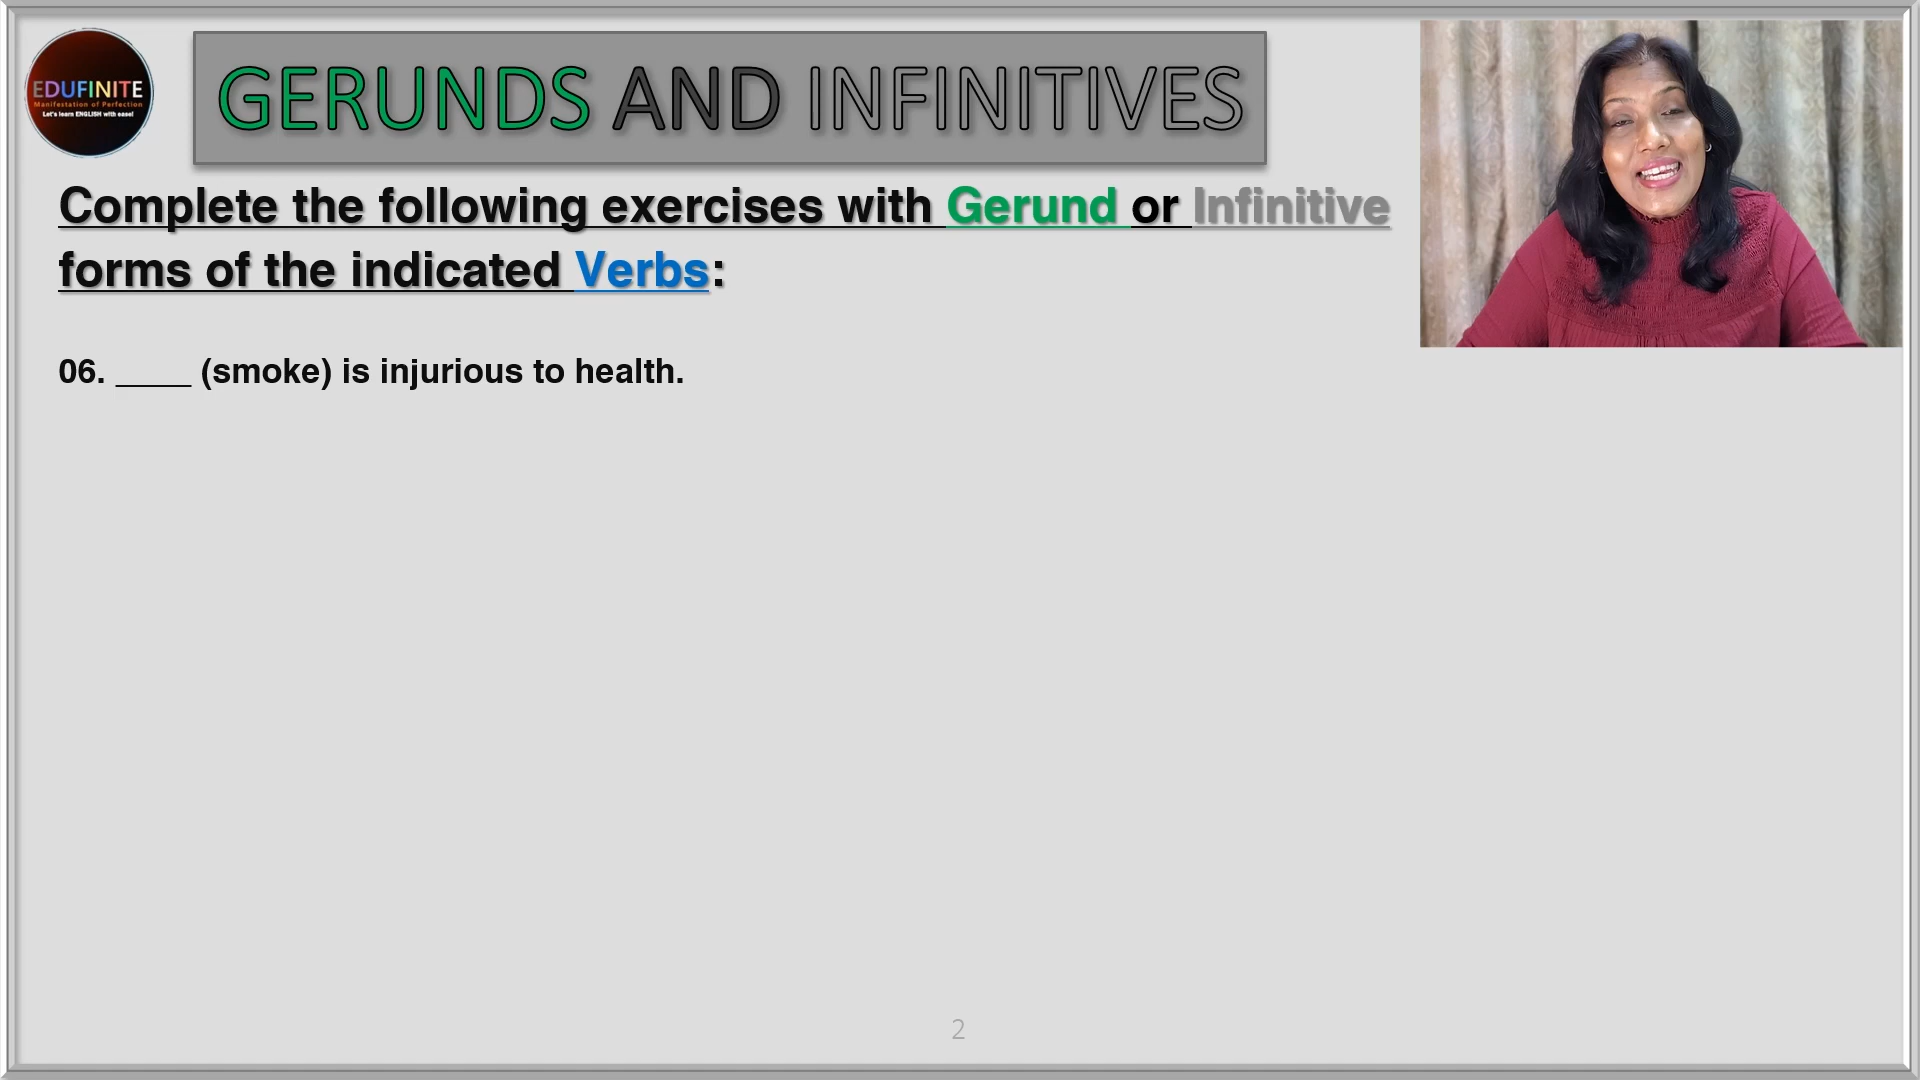 EDUFINITE
Manifestation of Perfection
Let's learn ENGLISH with ease!
GERUNDS AND INFINITIVES
Complete the following exercises with Gerund or Infinitive
forms of the indicated Verbs:
06. ____ (smoke) is injurious to health.
2